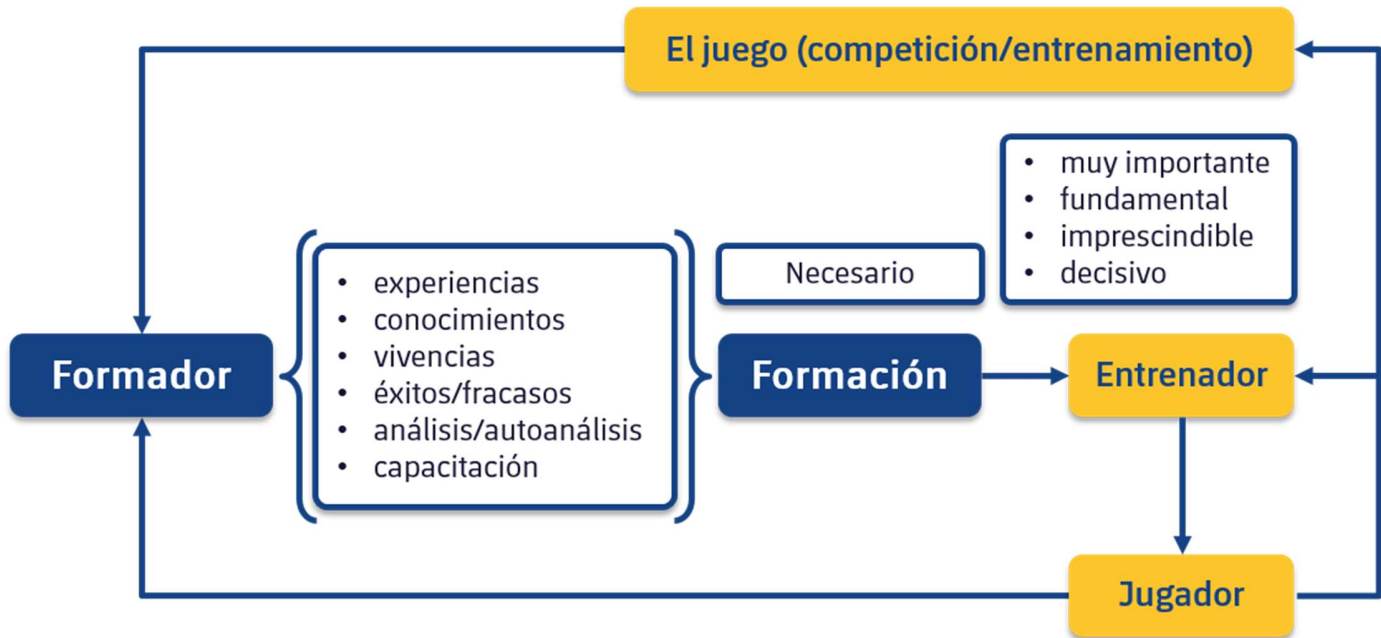 El juego (competición/entrenamiento)
• muy importante
• fundamental
• imprescindible
• decisivo
Necesario
• experiencias
• conocimientos
• vivencias
• éxitos/fracasos
• análisis/autoanálisis
• capacitación
Formador
Formación
Entrenador
Jugador